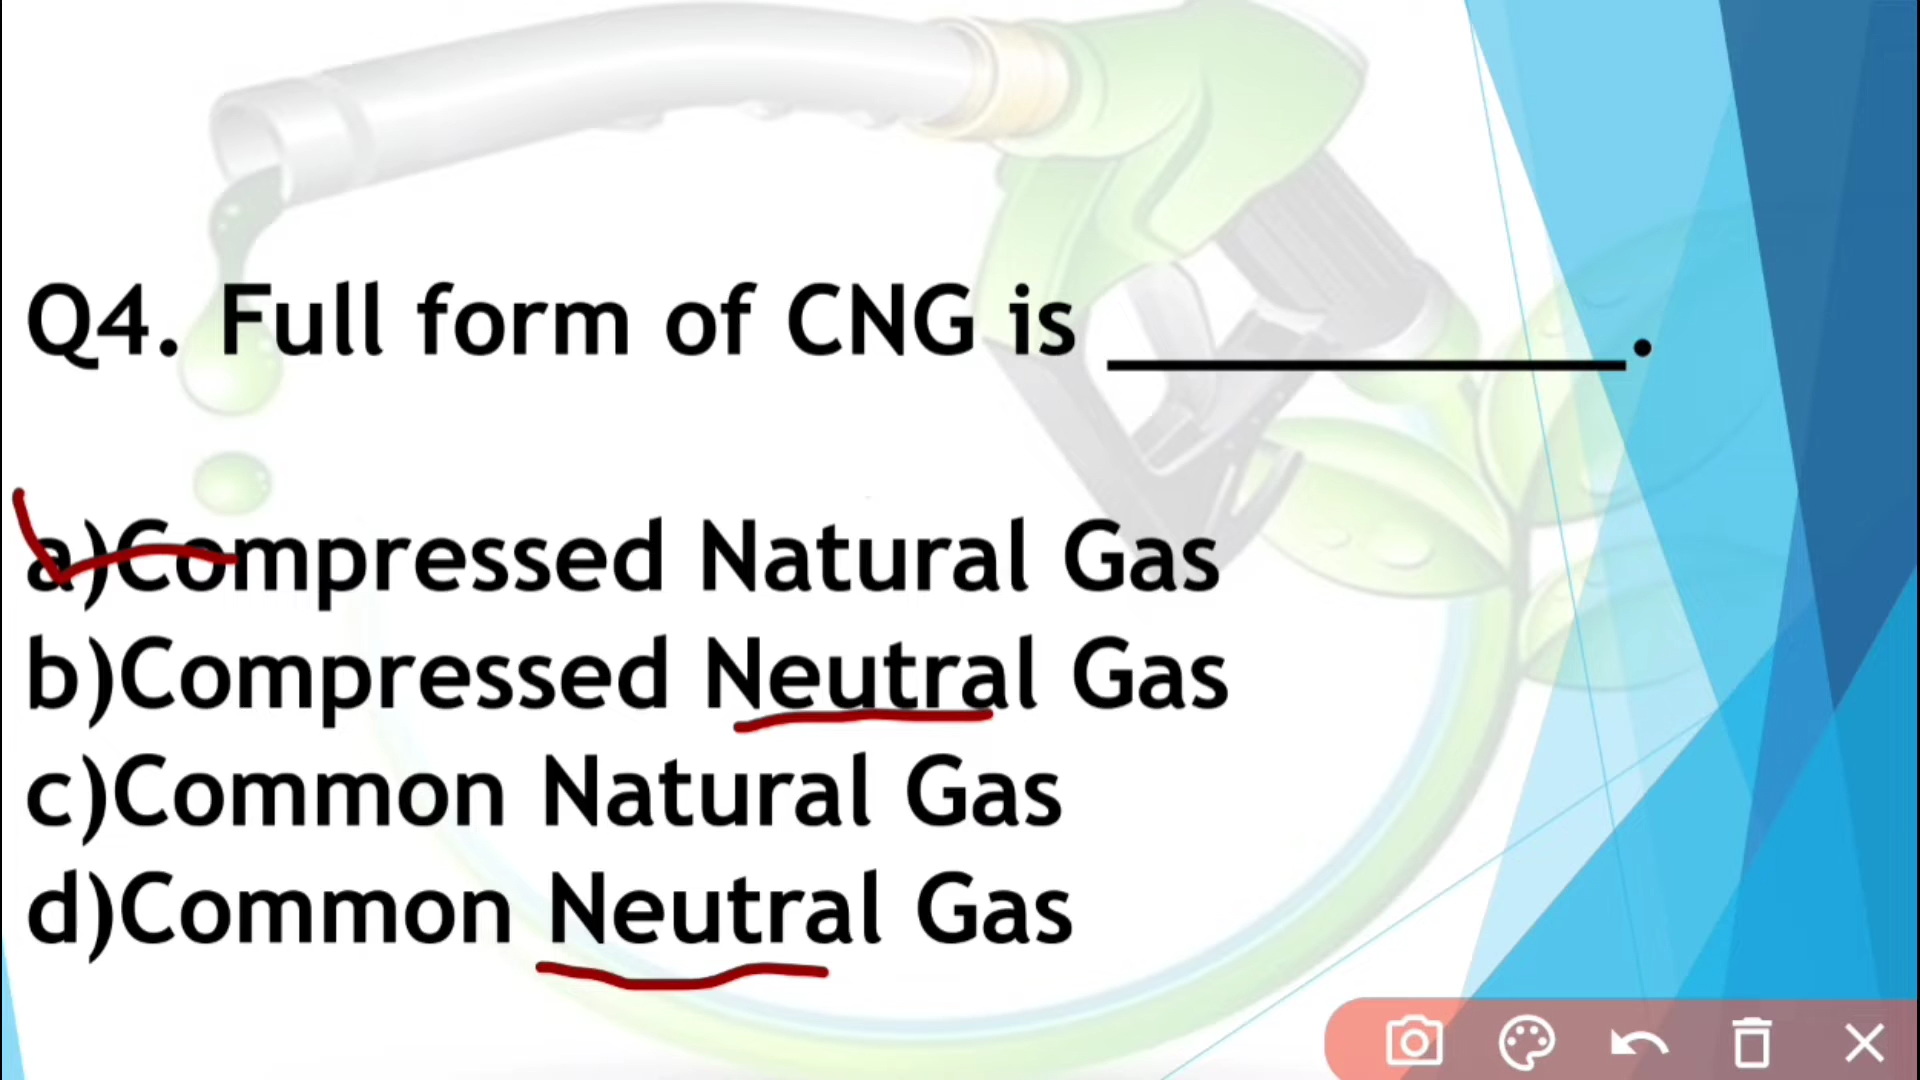 Q4. Full form of CNG is ____________.
a)Compressed Natural Gas
b)Compressed Neutral Gas
c)Common Natural Gas
d)Common Neutral Gas